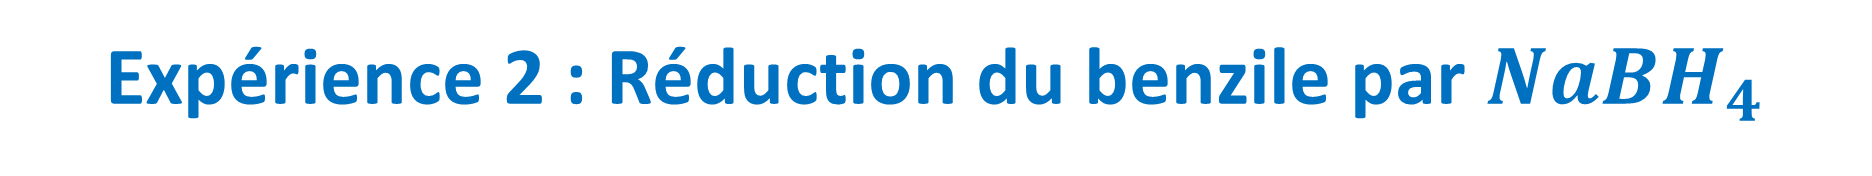 Expérience 2 : Réduction du benzile par NaBH₄